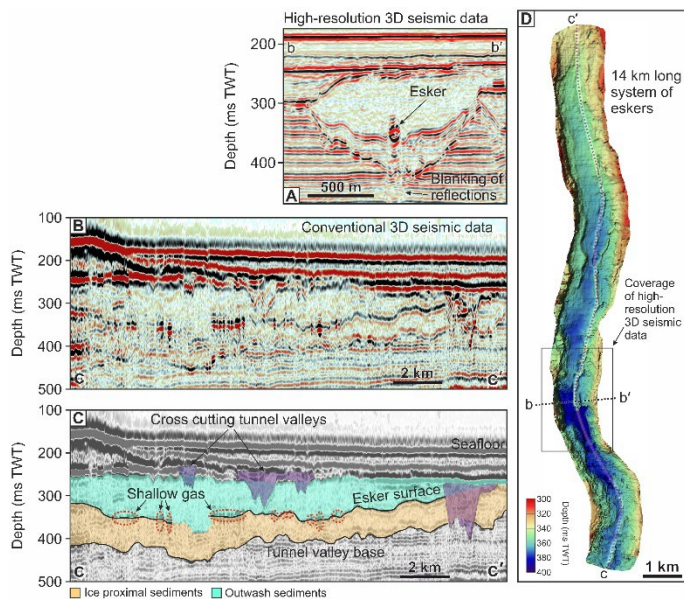 High-resolution 3D seismic data
b
b′
200
300
400
Depth (ms TWT)
Esker
Blanking of
reflections
500 m
A
B
Conventional 3D seismic data
100
200
300
400
500
Depth (ms TWT)
C
C′
2 km
C
Cross cutting tunnel valleys
Seafloor
Shallow gas
Esker surface
Tunnel valley base
100
200
300
400
500
Depth (ms TWT)
C
C′
2 km
Ice proximal sediments
Outwash sediments
D
c′
14 km long
system of
eskers
Coverage
of high-
resolution
3D seismic
data
b
b′
300
320
340
360
380
400
Depth
(ms TWT)
c
1 km